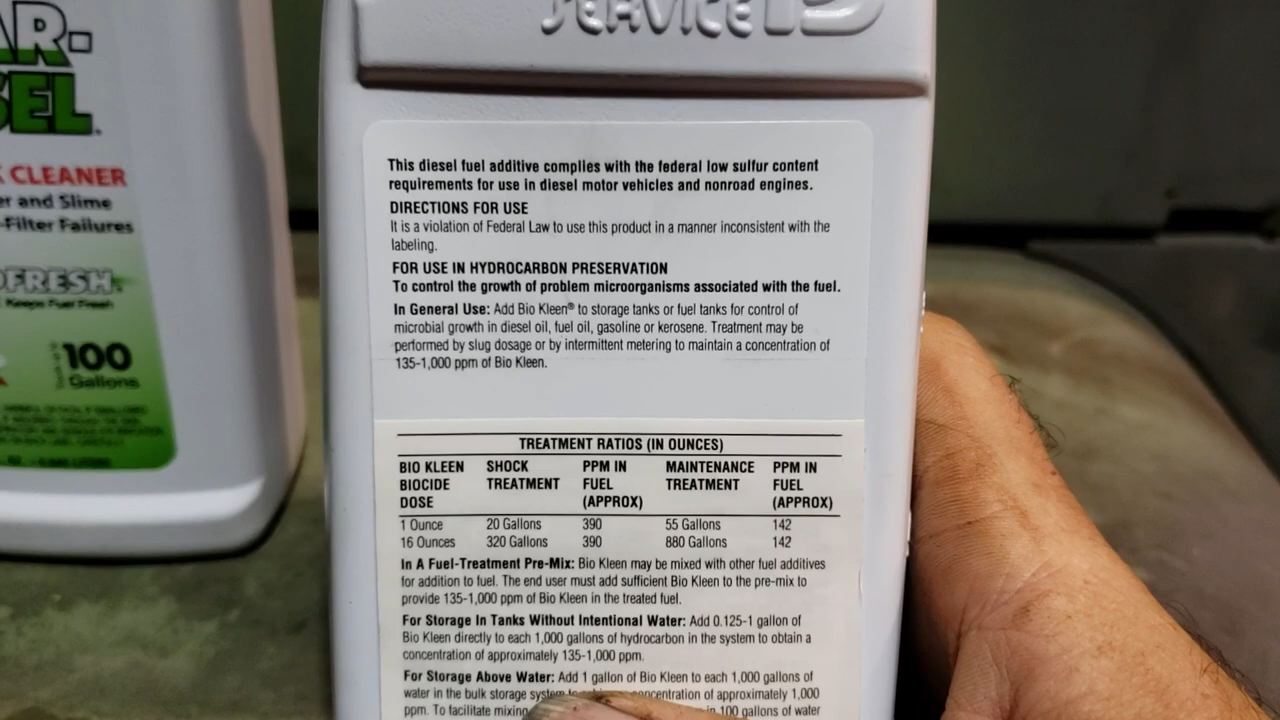 SERVICE
AR-
EL
CLEANER
and Slime
-Filter Failures
FRESH
Keeps Fuel Fresh
100
Gallons
This diesel fuel additive complies with the federal low sulfur content
requirements for use in diesel motor vehicles and nonroad engines.
DIRECTIONS FOR USE
It is a violation of Federal Law to use this product in a manner inconsistent with the
labeling.
FOR USE IN HYDROCARBON PRESERVATION
To control the growth of problem microorganisms associated with the fuel.
In General Use: Add Bio Kleen® to storage tanks or fuel tanks for control of
microbial growth in diesel oil, fuel oil, gasoline or kerosene. Treatment may be
performed by slug dosage or by intermittent metering to maintain a concentration of
135-1,000 ppm of Bio Kleen.
TREATMENT RATIOS (IN OUNCES)
BIO KLEEN SHOCK PPM IN MAINTENANCE PPM IN
BIOCIDE TREATMENT FUEL TREATMENT FUEL
DOSE (APPROX) (APPROX)
1 Ounce 20 Gallons 390 55 Gallons 142
16 Ounces 320 Gallons 390 880 Gallons 142
In A Fuel-Treatment Pre-Mix: Bio Kleen may be mixed with other fuel additives
for addition to fuel. The end user must add sufficient Bio Kleen to the pre-mix to
provide 135-1,000 ppm of Bio Kleen in the treated fuel.
For Storage In Tanks Without Intentional Water: Add 0.125-1 gallon of
Bio Kleen directly to each 1,000 gallons of hydrocarbon in the system to obtain a
concentration of approximately 135-1,000 ppm.
For Storage Above Water: Add 1 gallon of Bio Kleen to each 1,000 gallons of
water in the bulk storage system concentration of approximately 1,000
ppm. To facilitate mixing in 100 gallons of water